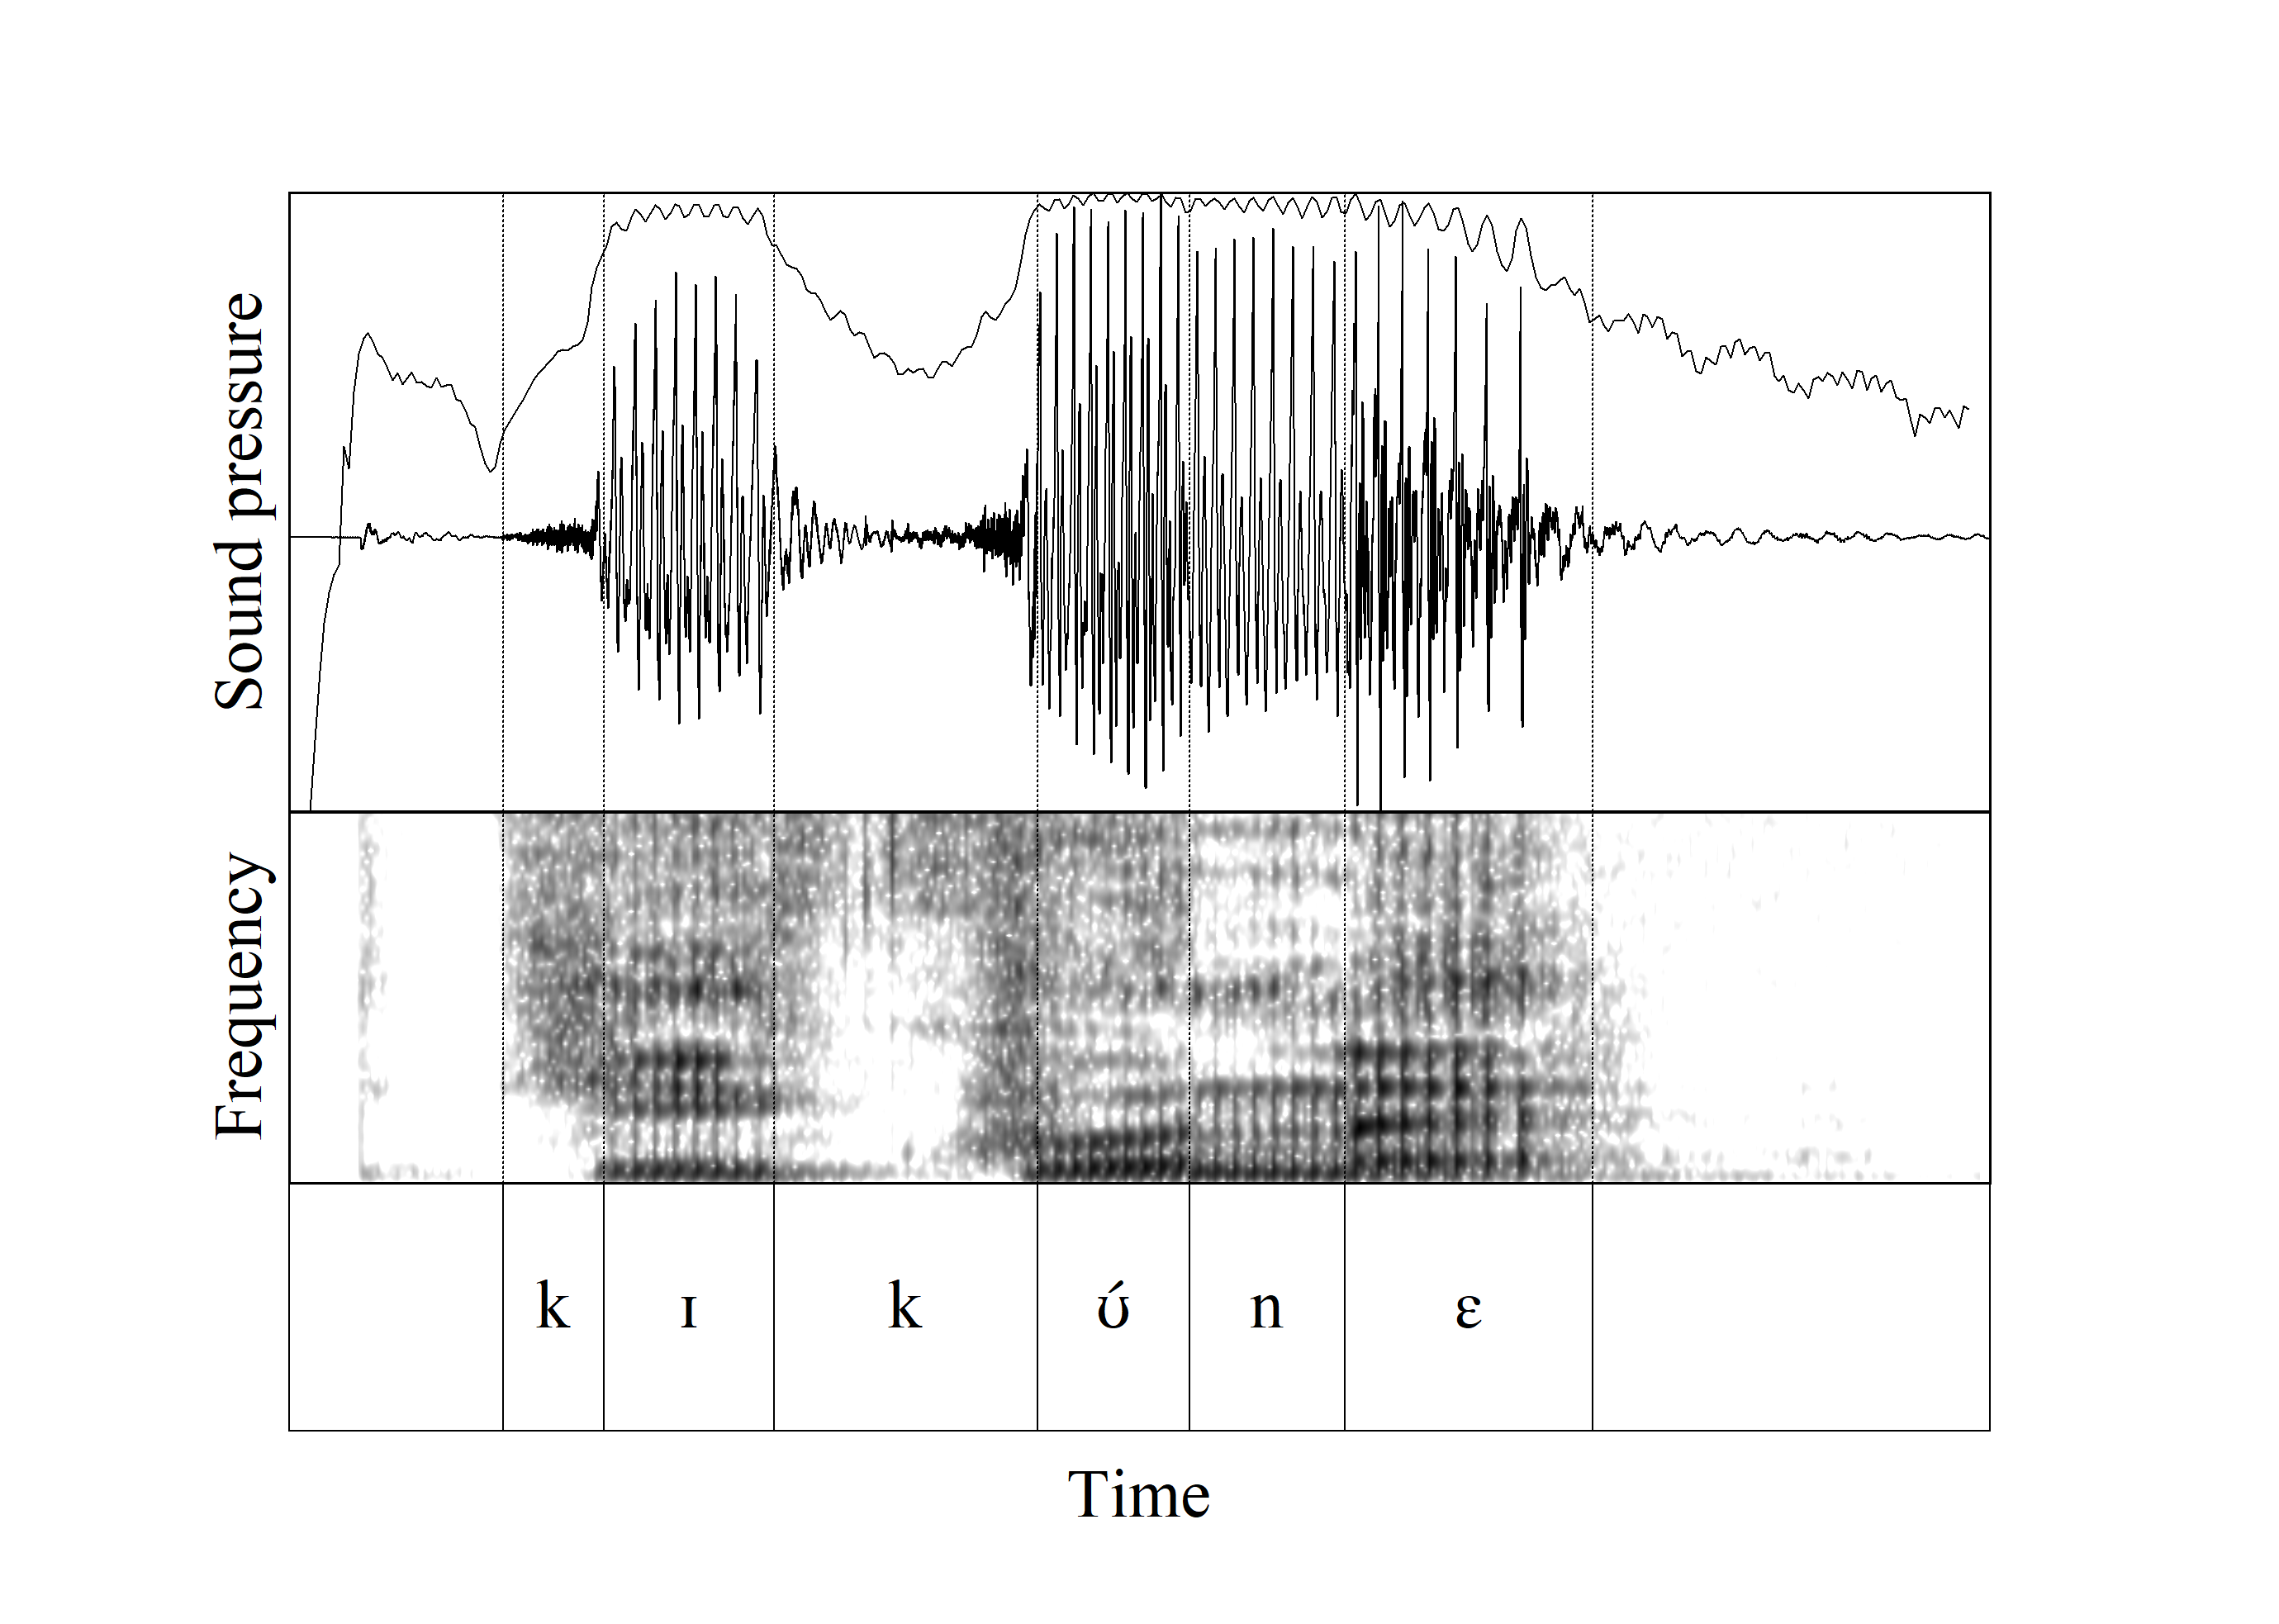 Sound pressure
Frequency
k ɪ k ʊ́ n ɛ
Time